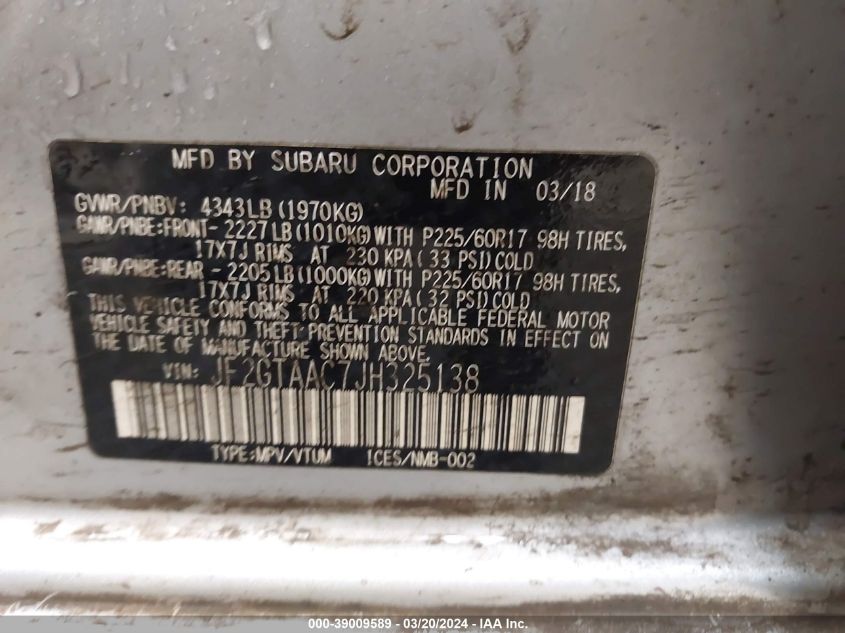 MFD BY SUBARU CORPORATION
MFD IN 03/18
GVWR/PNBV: 4343LB (1970KG)
GAWR/PNBE:FRONT- 2227LB(1010KG)WITH P225/60R17 98H TIRES,
17X7J RIMS AT 230 KPA( 33 PSI)COLD
GAWR/PNBE:REAR - 2205LB(1000KG)WITH P225/60R17 98H TIRES,
17X7J RIMS AT 220 KPA( 32 PSI)COLD
THIS VEHICLE CONFORMS TO ALL APPLICABLE FEDERAL MOTOR
VEHICLE SAFETY AND THEFT PREVENTION STANDARDS IN EFFECT ON
THE DATE OF MANUFACTURE SHOWN ABOVE.
VIN: JF2GTAAC7JH325138
TYPE:MPV/VTUM ICES/NMB-002
000-39009589 - 03/20/2024 - IAA Inc.